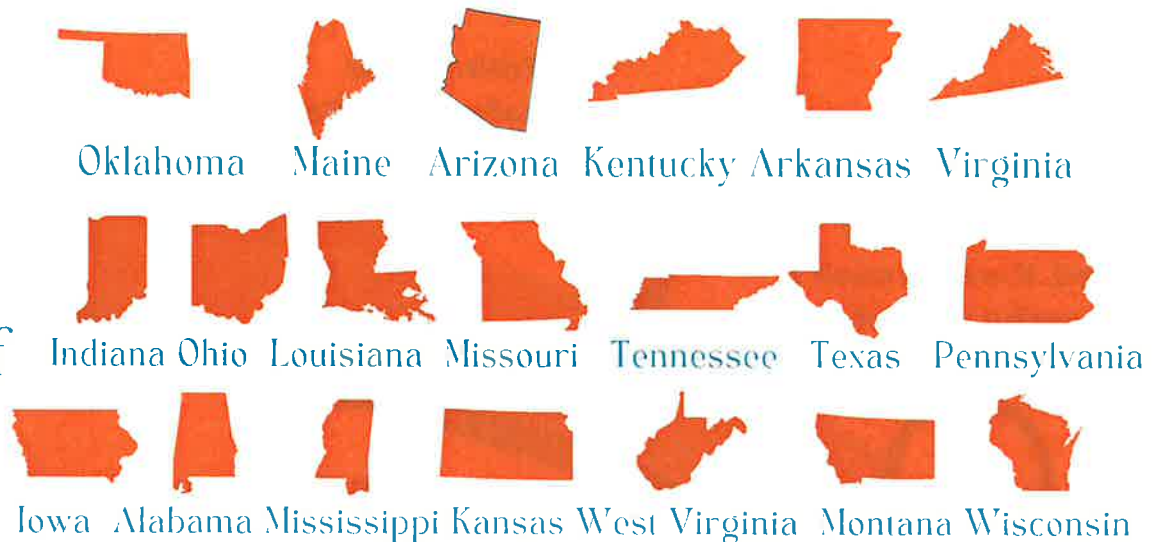 Oklahoma Maine Arizona Kentucky Arkansas Virginia
Indiana Ohio Louisiana Missouri Tennessee Texas Pennsylvania
Iowa Alabama Mississippi Kansas West Virginia Montana Wisconsin